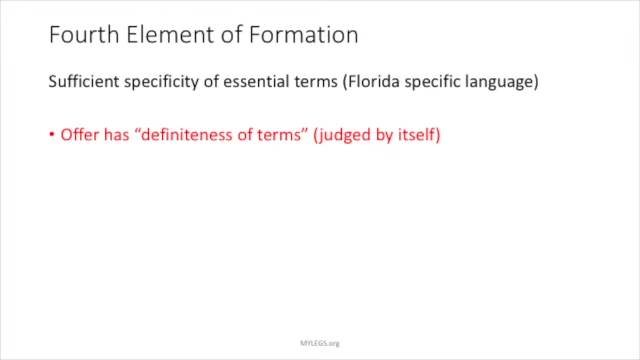 Fourth Element of Formation
Sufficient specificity of essential terms (Florida specific language)
• Offer has “definiteness of terms” (judged by itself)
MYLEGS.org